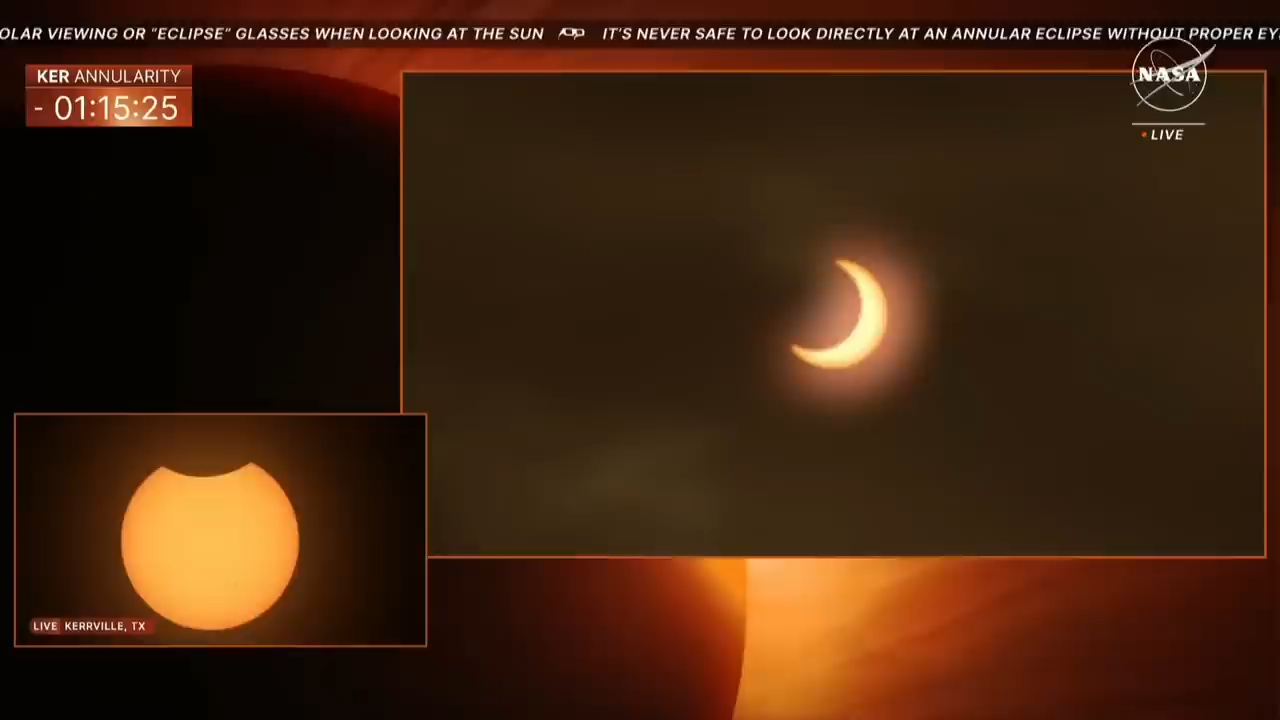 OLAR VIEWING OR "ECLIPSE" GLASSES WHEN LOOKING AT THE SUN IT'S NEVER SAFE TO LOOK DIRECTLY AT AN ANNULAR ECLIPSE WITHOUT PROPER EY
KER ANNULARITY
- 01:15:25
NASA
LIVE
LIVE KERRVILLE, TX